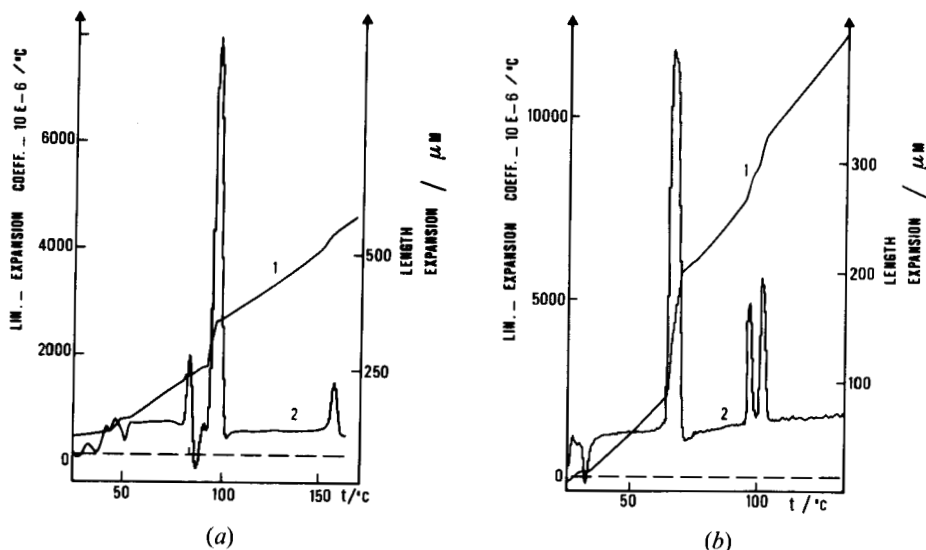 LIN. _ EXPANSION COEFF. _ 10 E-6 /°C
6000
4000
2000
0
50
100
150
t/°C
500
250
LENGTH
EXPANSION / μM
1
2
(a)
LIN. _ EXPANSION COEFF. _ 10 E-6 /°C
10000
5000
0
50
100
t / °C
300
200
100
LENGTH
EXPANSION / μM
1
2
(b)